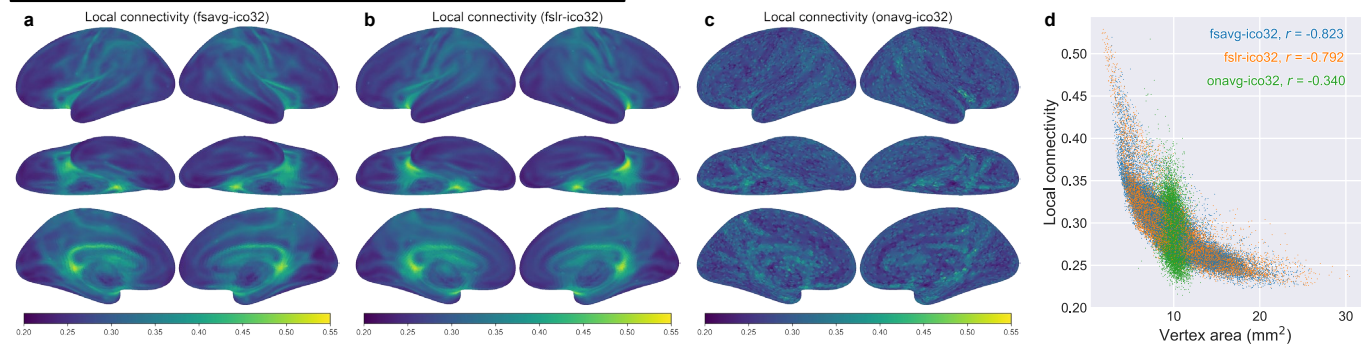 a Local connectivity (fsavg-ico32)
0.20 0.25 0.30 0.35 0.40 0.45 0.50 0.55
b Local connectivity (fslr-ico32)
0.20 0.25 0.30 0.35 0.40 0.45 0.50 0.55
c Local connectivity (onavg-ico32)
0.20 0.25 0.30 0.35 0.40 0.45 0.50 0.55
d
fsavg-ico32, r = -0.823
fslr-ico32, r = -0.792
onavg-ico32, r = -0.340
Local connectivity
0.50
0.45
0.40
0.35
0.30
0.25
0.20
10 20 30
Vertex area (mm²)